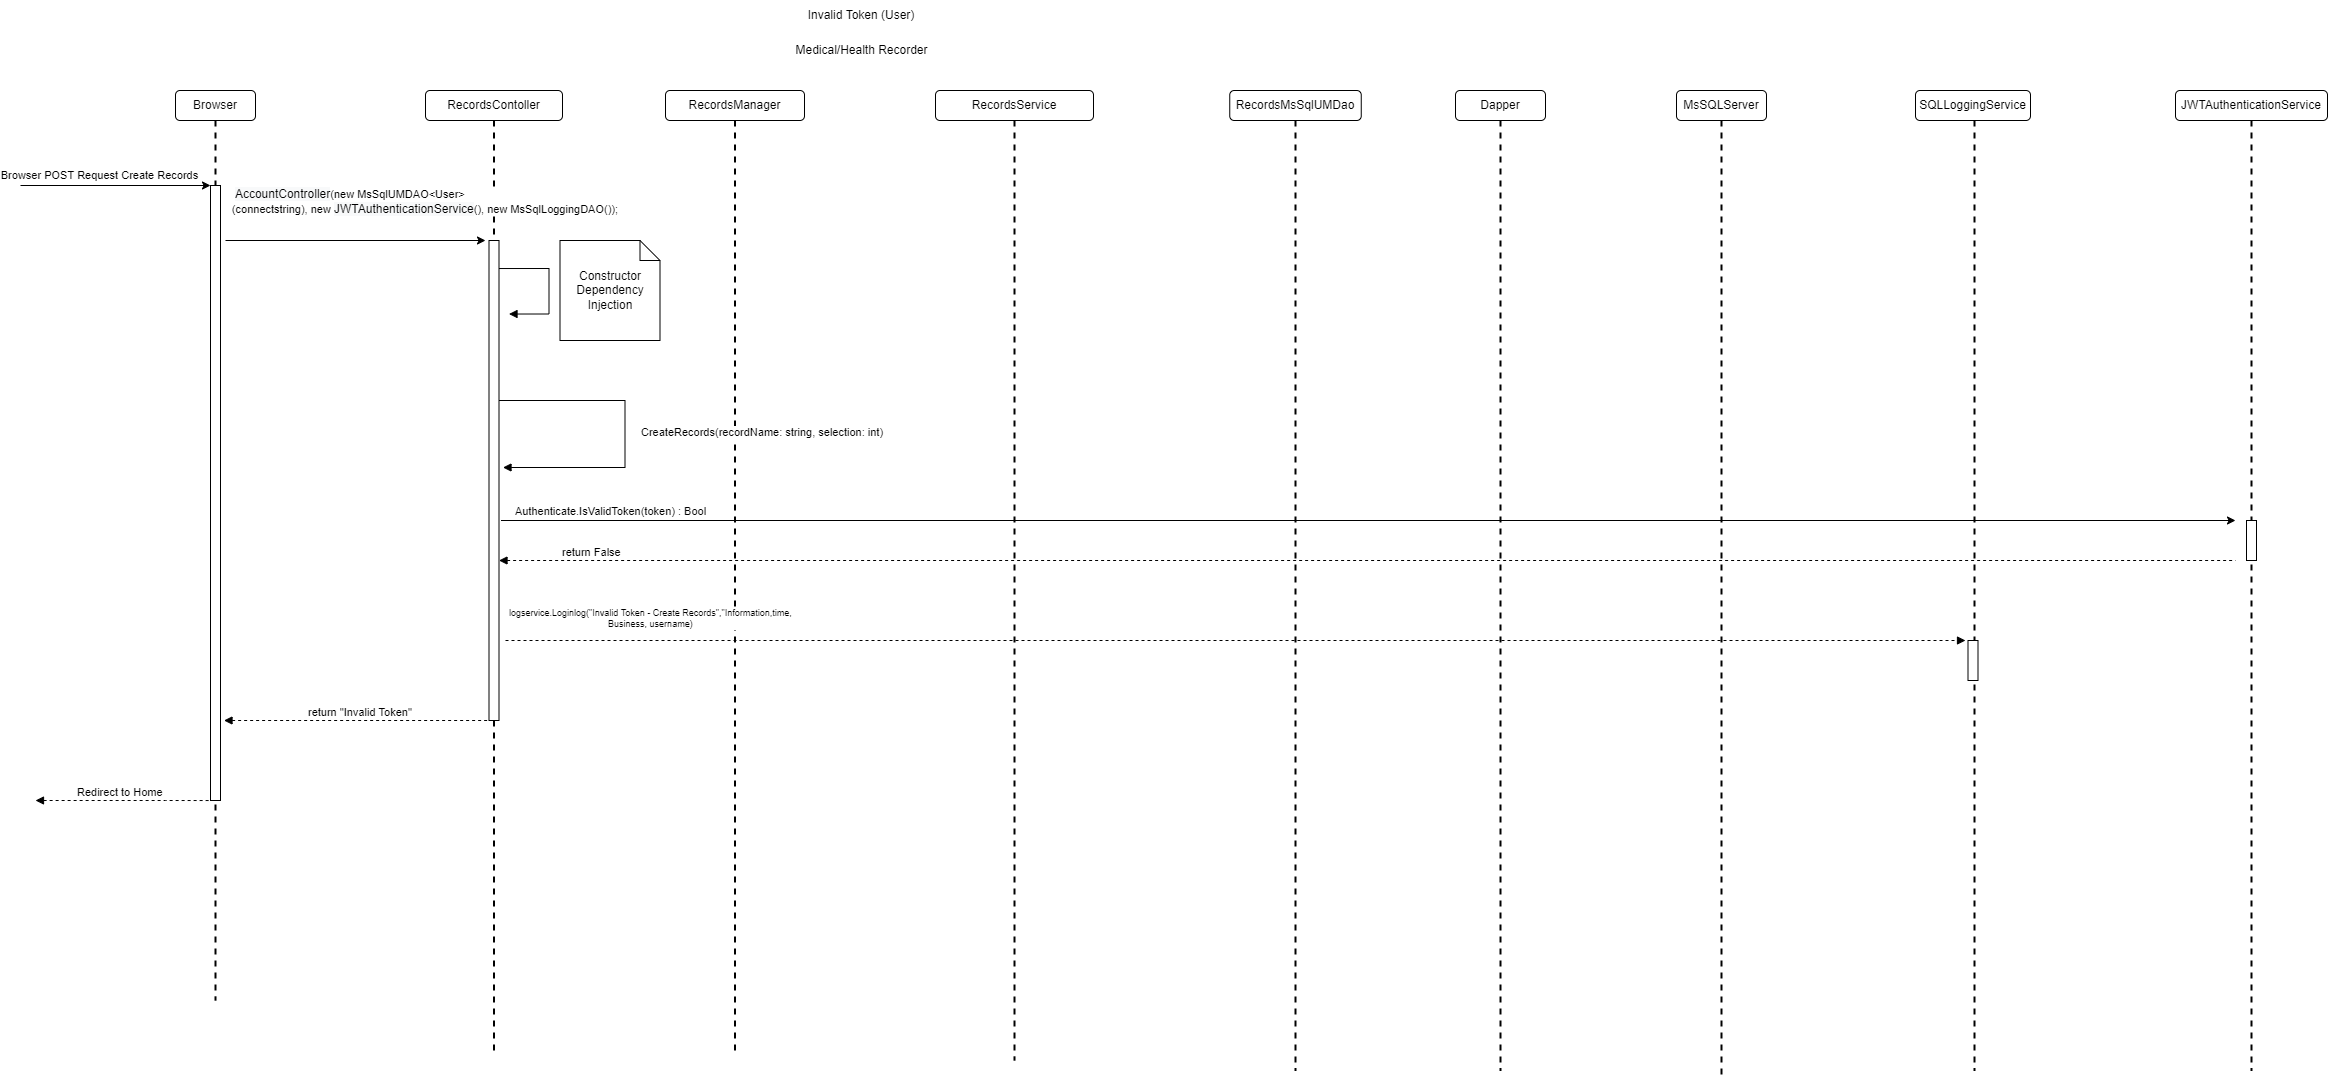 Invalid Token (User)
Medical/Health Recorder
Browser
RecordsContoller
RecordsManager
RecordsService
RecordsMsSqlUMDao
Dapper
MsSQLServer
SQLLoggingService
JWTAuthenticationService
Browser POST Request Create Records
AccountController(new MsSqlUMDAO<User>
(connectstring), new JWTAuthenticationService(), new MsSqlLoggingDAO());
Constructor
Dependency
Injection
CreateRecords(recordName: string, selection: int)
Authenticate.IsValidToken(token) : Bool
return False
logservice.Loginlog("Invalid Token - Create Records","Information,time,
Business, username)
return "Invalid Token"
Redirect to Home